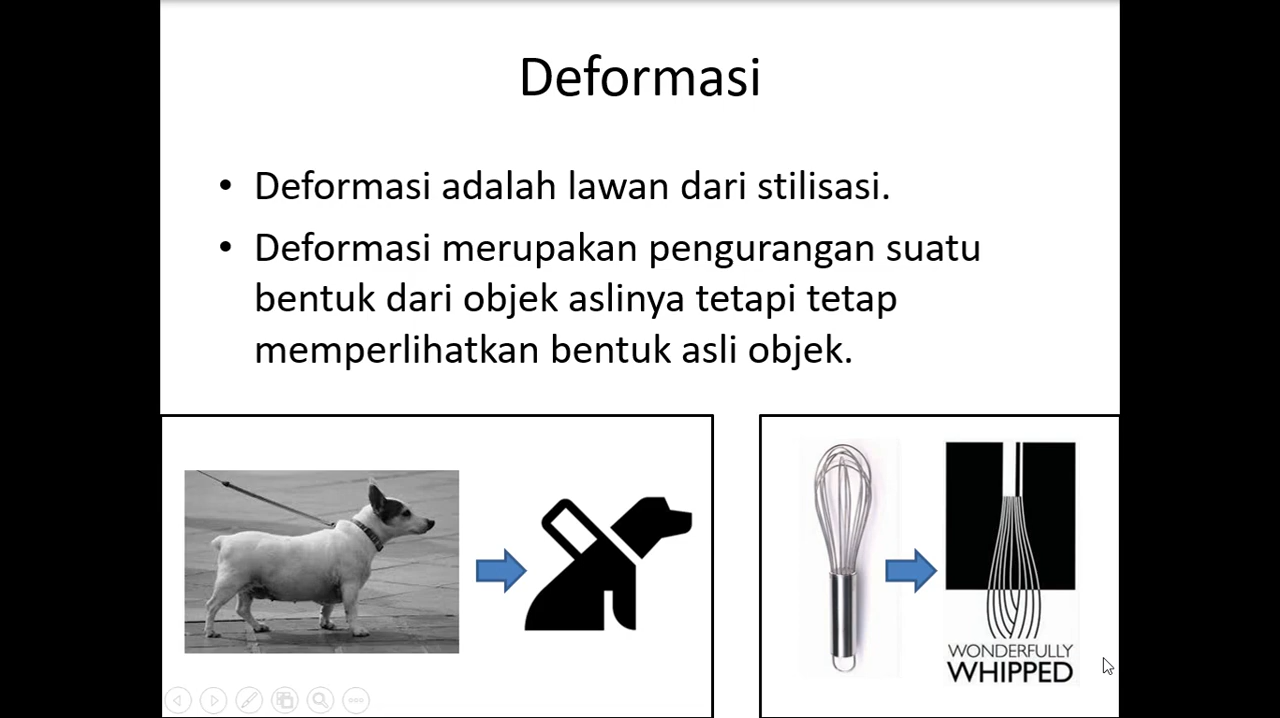 Deformasi
• Deformasi adalah lawan dari stilisasi.
• Deformasi merupakan pengurangan suatu
bentuk dari objek aslinya tetapi tetap
memperlihatkan bentuk asli objek.
WONDERFULLY
WHIPPED